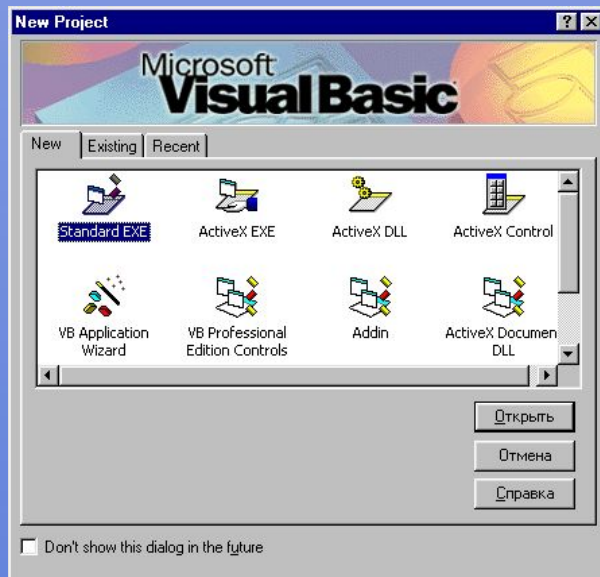 New Project
Microsoft
Visual Basic
New Existing Recent
Standard EXE ActiveX EXE ActiveX DLL ActiveX Control
VB Application VB Professional Addin ActiveX Documen
Wizard Edition Controls DLL
Открыть
Отмена
Справка
Don't show this dialog in the future